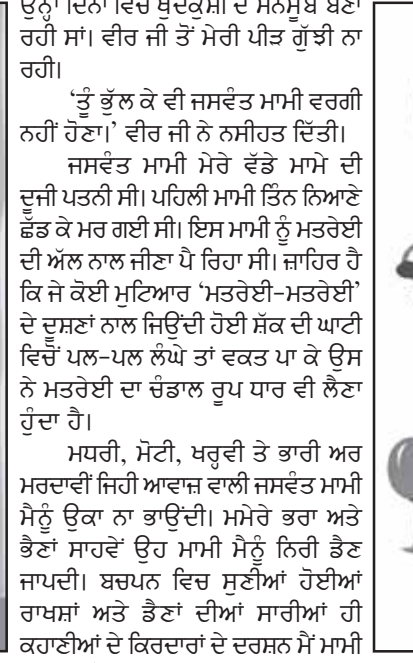 ਉਨ੍ਹਾਂ ਦਿਨਾਂ ਵਿਚ ਖ਼ੁਦਕੁਸ਼ੀ ਦੇ ਮਨਸੂਬੇ ਬਣਾ
ਰਹੀ ਸਾਂ। ਵੀਰ ਜੀ ਤੋਂ ਮੇਰੀ ਪੀੜ ਗੁੱਝੀ ਨਾ
ਰਹੀ।
‘ਤੂੰ ਭੁੱਲ ਕੇ ਵੀ ਜਸਵੰਤ ਮਾਮੀ ਵਰਗੀ
ਨਹੀਂ ਹੋਣਾ।’ ਵੀਰ ਜੀ ਨੇ ਨਸੀਹਤ ਦਿੱਤੀ।
ਜਸਵੰਤ ਮਾਮੀ ਮੇਰੇ ਵੱਡੇ ਮਾਮੇ ਦੀ
ਦੂਜੀ ਪਤਨੀ ਸੀ। ਪਹਿਲੀ ਮਾਮੀ ਤਿੰਨ ਨਿਆਣੇ
ਛੱਡ ਕੇ ਮਰ ਗਈ ਸੀ। ਇਸ ਮਾਮੀ ਨੂੰ ਮਤਰੇਈ
ਦੀ ਅੱਲ ਨਾਲ ਜੀਣਾ ਪੈ ਰਿਹਾ ਸੀ। ਜ਼ਾਹਿਰ ਹੈ
ਕਿ ਜੇ ਕੋਈ ਮੁਟਿਆਰ ‘ਮਤਰੇਈ-ਮਤਰੇਈ’
ਦੇ ਦੂਸ਼ਣਾਂ ਨਾਲ ਜਿਉਂਦੀ ਹੋਈ ਸ਼ੱਕ ਦੀ ਘਾਟੀ
ਵਿਚੋਂ ਪਲ-ਪਲ ਲੰਘੇ ਤਾਂ ਵਕਤ ਪਾ ਕੇ ਉਸ
ਨੇ ਮਤਰੇਈ ਦਾ ਚੰਡਾਲ ਰੂਪ ਧਾਰ ਵੀ ਲੈਣਾ
ਹੁੰਦਾ ਹੈ।
ਮਧਰੀ, ਮੋਟੀ, ਖਰ੍ਹਵੀ ਤੇ ਭਾਰੀ ਅਰ
ਮਰਦਾਵੀਂ ਜਿਹੀ ਆਵਾਜ਼ ਵਾਲੀ ਜਸਵੰਤ ਮਾਮੀ
ਮੈਨੂੰ ਉਕਾ ਨਾ ਭਾਉਂਦੀ। ਮਮੇਰੇ ਭਰਾ ਅਤੇ
ਭੈਣਾਂ ਸਾਹਵੇਂ ਉਹ ਮਾਮੀ ਮੈਨੂੰ ਨਿਰੀ ਡੈਣ
ਜਾਪਦੀ। ਬਚਪਨ ਵਿਚ ਸੁਣੀਆਂ ਹੋਈਆਂ
ਰਾਖਸ਼ਾਂ ਅਤੇ ਡੈਣਾਂ ਦੀਆਂ ਸਾਰੀਆਂ ਹੀ
ਕਹਾਣੀਆਂ ਦੇ ਕਿਰਦਾਰਾਂ ਦੇ ਦਰਸ਼ਨ ਮੈਂ ਮਾਮੀ